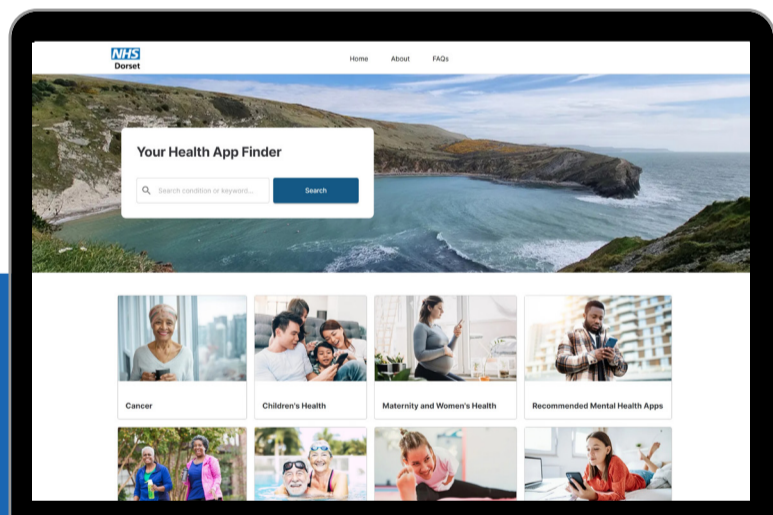 NHS
Dorset
Home About FAQs
Your Health App Finder
Search condition or keyword...
Search
Cancer
Children's Health
Maternity and Women's Health
Recommended Mental Health Apps